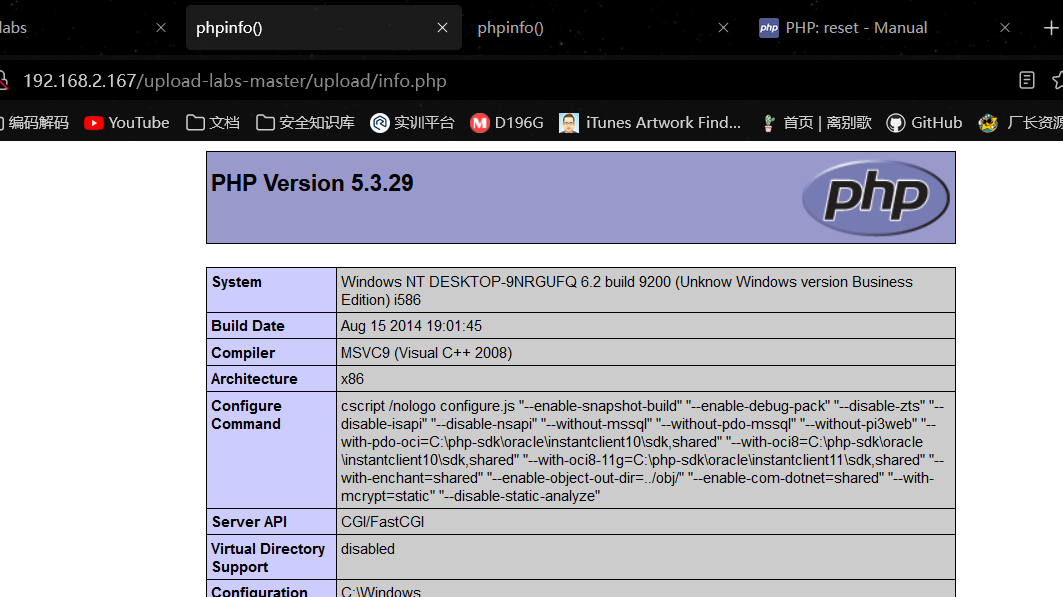 labs
phpinfo()
phpinfo()
php PHP: reset - Manual
192.168.2.167/upload-labs-master/upload/info.php
编码解码 YouTube 文档 安全知识库 实训平台 D196G iTunes Artwork Find... 首页 | 离别歌 GitHub 厂长资源
PHP Version 5.3.29
php
System Windows NT DESKTOP-9NRGUFQ 6.2 build 9200 (Unknow Windows version Business
Edition) i586
Build Date Aug 15 2014 19:01:45
Compiler MSVC9 (Visual C++ 2008)
Architecture x86
Configure cscript /nologo configure.js "--enable-snapshot-build" "--enable-debug-pack" "--disable-zts" "--
Command disable-isapi" "--disable-nsapi" "--without-mssql" "--without-pdo-mssql" "--without-pi3web" "--
with-pdo-oci=C:\php-sdk\oracle\instantclient10\sdk,shared" "--with-oci8=C:\php-sdk\oracle
\instantclient10\sdk,shared" "--with-oci8-11g=C:\php-sdk\oracle\instantclient11\sdk,shared" "--
with-enchant=shared" "--enable-object-out-dir=../obj/" "--enable-com-dotnet=shared" "--with-
mcrypt=static" "--disable-static-analyze"
Server API CGI/FastCGI
Virtual Directory disabled
Support
Configuration C:\Windows